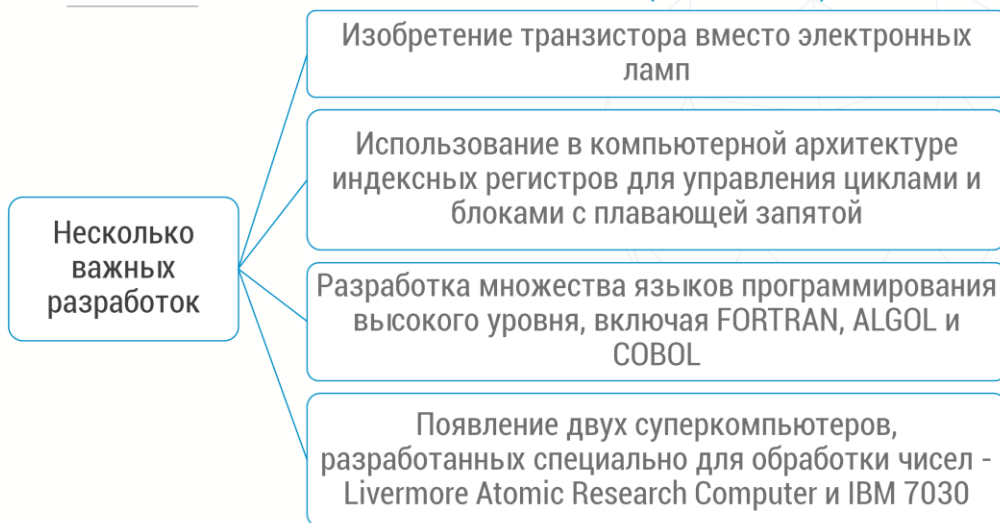 Несколько
важных
разработок
Изобретение транзистора вместо электронных
ламп
Использование в компьютерной архитектуре
индексных регистров для управления циклами и
блоками с плавающей запятой
Разработка множества языков программирования
высокого уровня, включая FORTRAN, ALGOL и
COBOL
Появление двух суперкомпьютеров,
разработанных специально для обработки чисел -
Livermore Atomic Research Computer и IBM 7030